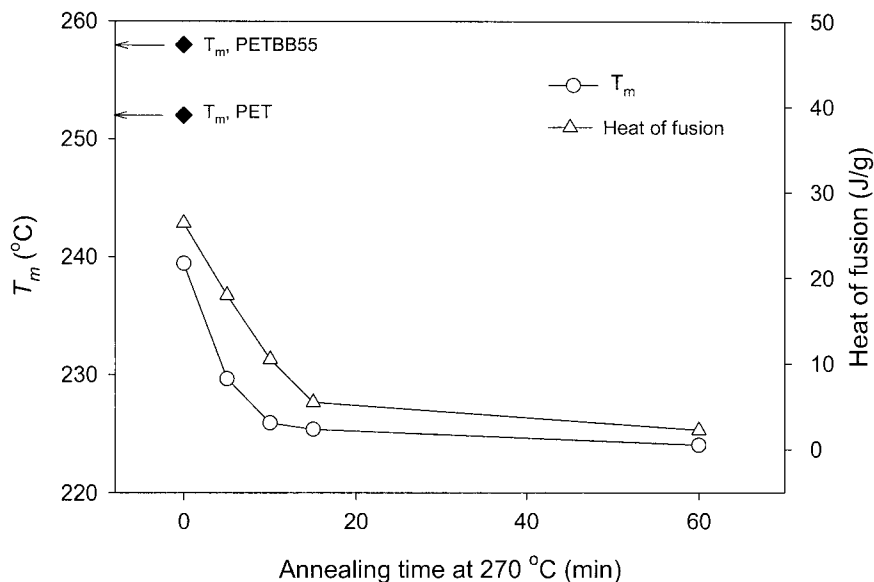 260
250
240
230
220
T_m (°C)
T_m, PETBB55
T_m, PET
T_m
Heat of fusion
50
40
30
20
10
0
Heat of fusion (J/g)
0
20
40
60
Annealing time at 270 °C (min)